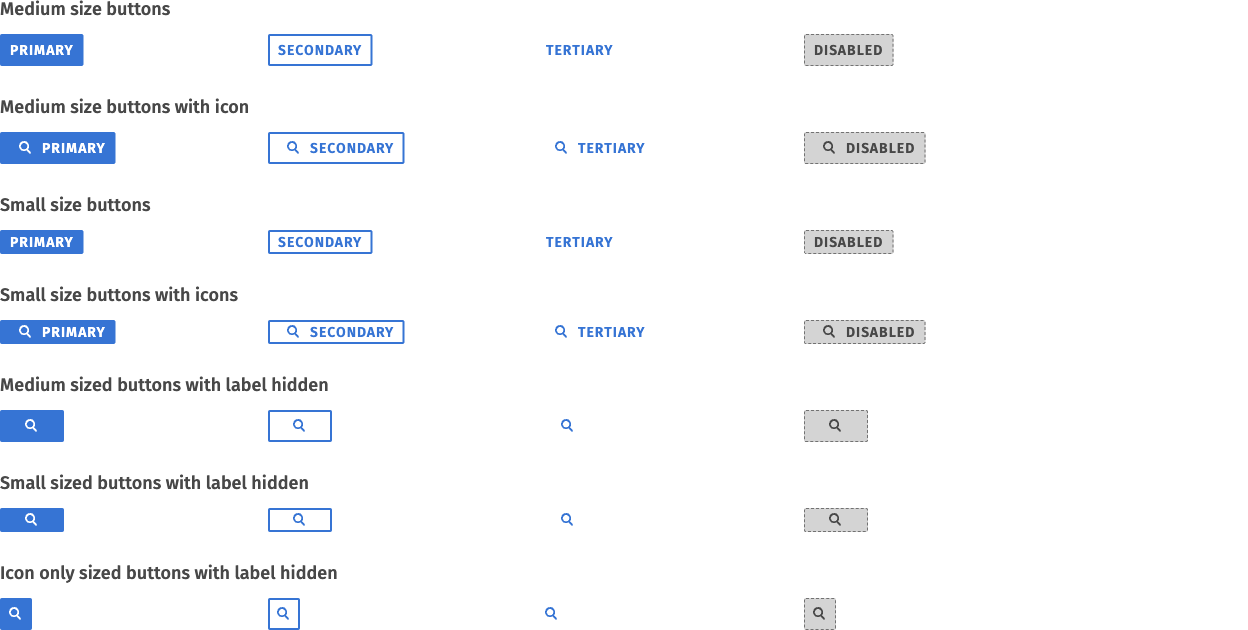 Medium size buttons
PRIMARY SECONDARY TERTIARY DISABLED
Medium size buttons with icon
PRIMARY SECONDARY TERTIARY DISABLED
Small size buttons
PRIMARY SECONDARY TERTIARY DISABLED
Small size buttons with icons
PRIMARY SECONDARY TERTIARY DISABLED
Medium sized buttons with label hidden
Small sized buttons with label hidden
Icon only sized buttons with label hidden